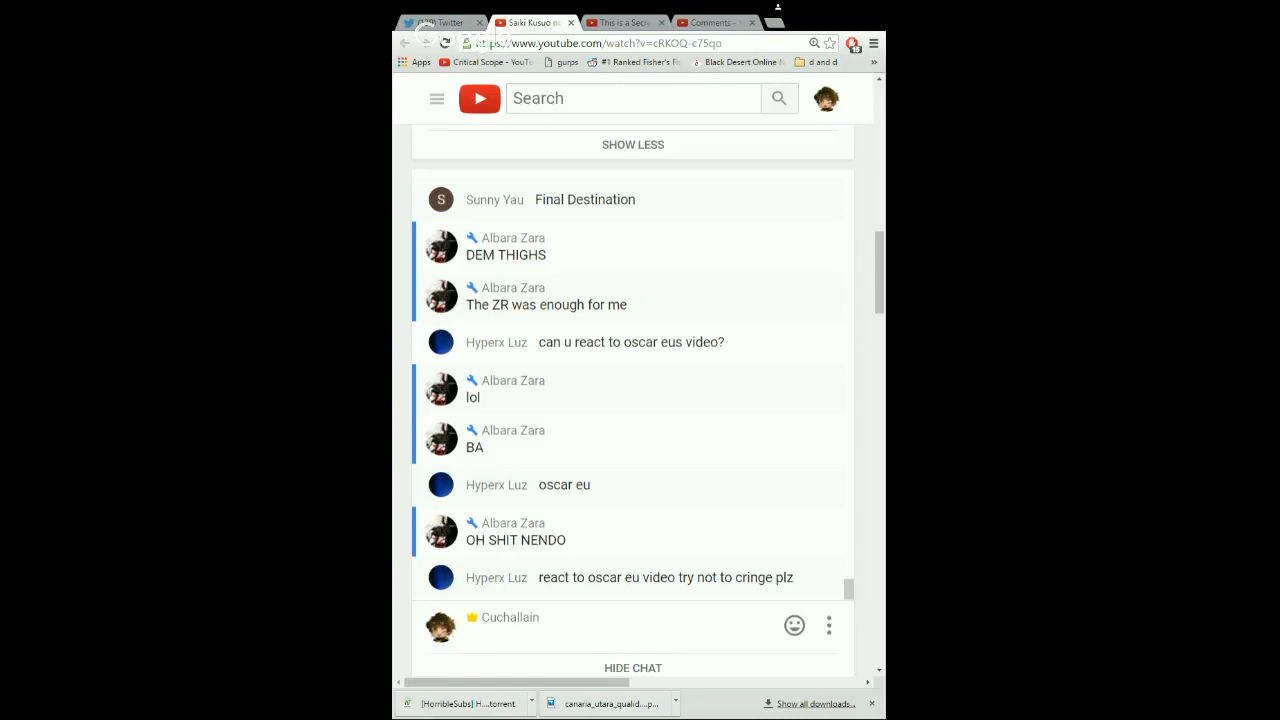 Twitter
Saiki Kusuo no
This is a Secre
Comments -
https://www.youtube.com/watch?v=cRKOQ-c75qo
Apps
Critical Scope - YouTu
gurps
#1 Ranked Fisher's Fi
Black Desert Online N
d and d
»
Search
SHOW LESS
S
Sunny Yau Final Destination
Albara Zara
DEM THIGHS
Albara Zara
The ZR was enough for me
Hyperx Luz can u react to oscar eus video?
Albara Zara
lol
Albara Zara
BA
Hyperx Luz oscar eu
Albara Zara
OH SHIT NENDO
Hyperx Luz react to oscar eu video try not to cringe plz
Cuchallain
HIDE CHAT
[HorribleSubs] H....torrent
canaria_utara_qualid...p...
Show all downloads...